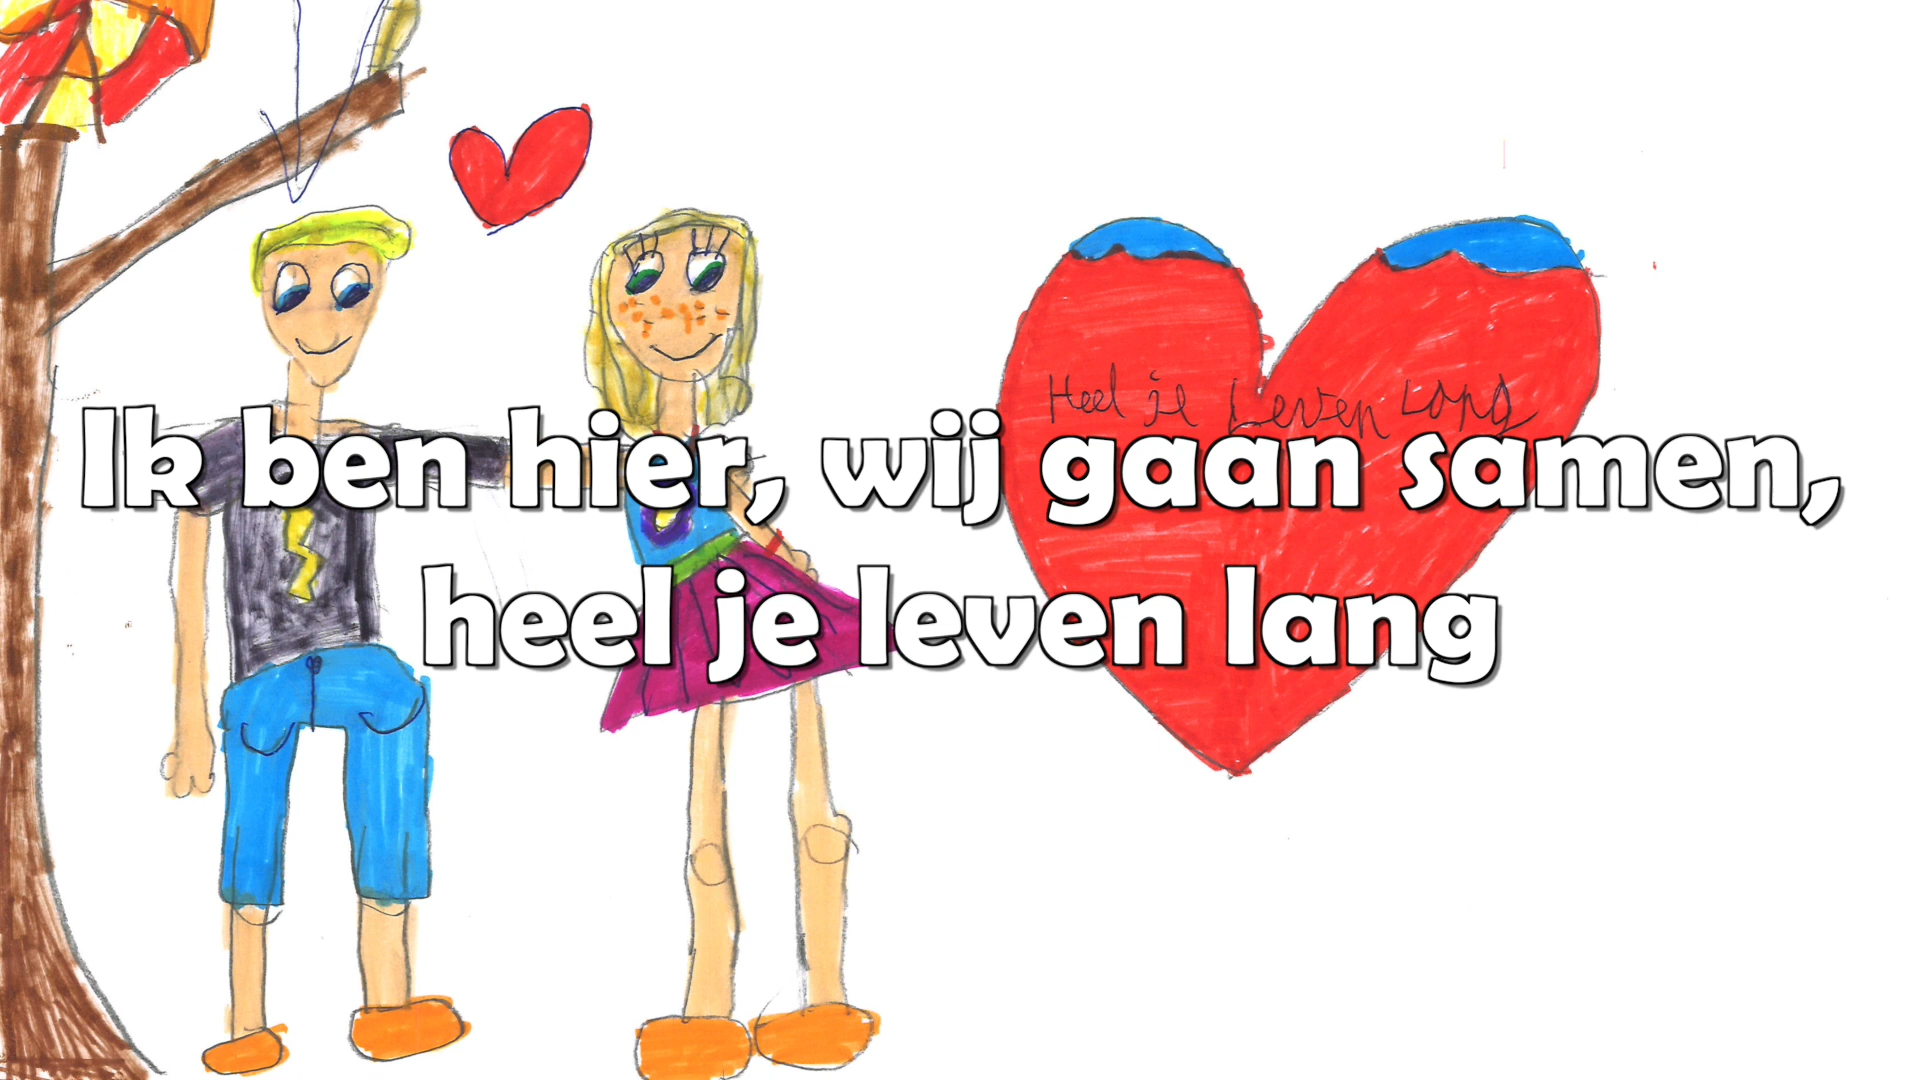 Heel je Leven Lang
Ik ben hier, wij gaan samen,
heel je leven lang